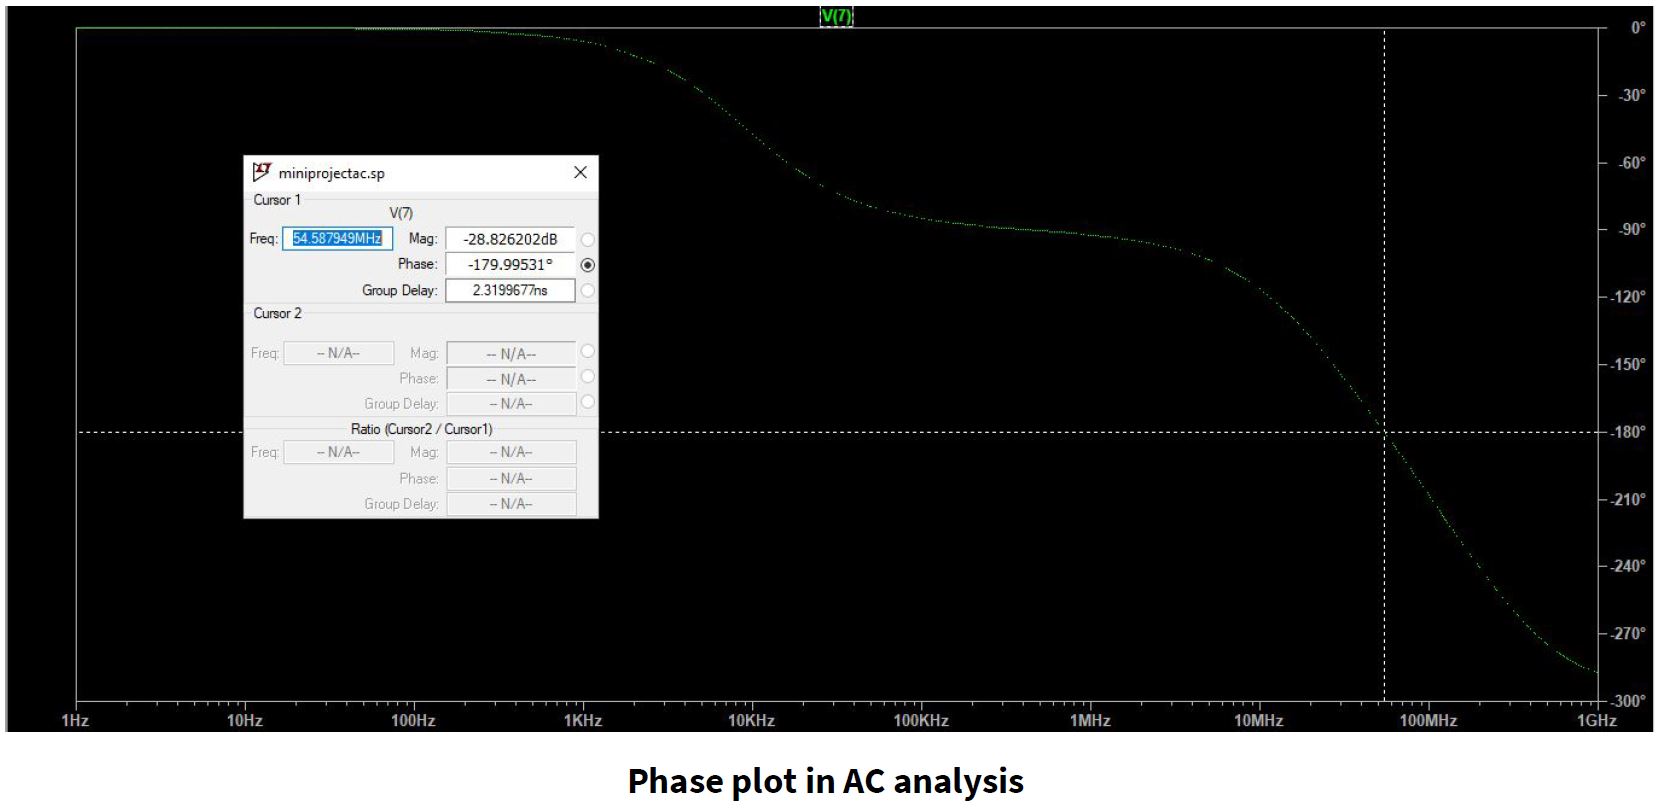 V(7)
0°
-30°
-60°
-90°
-120°
-150°
-180°
-210°
-240°
-270°
-300°
miniprojectac.sp
Cursor 1
V(7)
Freq: 54.587949MHz Mag: -28.826202dB
Phase: -179.99531°
Group Delay: 2.3199677ns
Cursor 2
Freq: -- N/A-- Mag: -- N/A--
Phase: -- N/A--
Group Delay: -- N/A--
Ratio (Cursor2 / Cursor1)
Freq: -- N/A-- Mag: -- N/A--
Phase: -- N/A--
Group Delay: -- N/A--
1Hz 10Hz 100Hz 1KHz 10KHz 100KHz 1MHz 10MHz 100MHz 1GHz
Phase plot in AC analysis